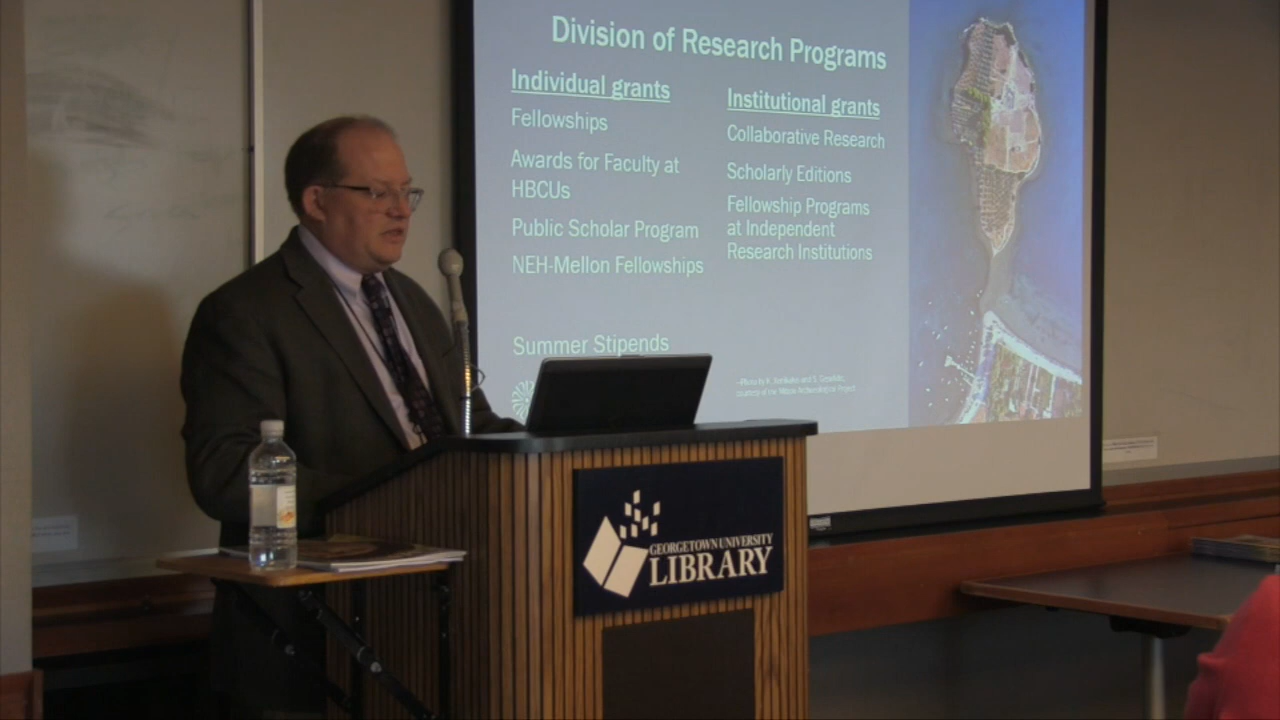 Division of Research Programs
Individual grants
Fellowships
Awards for Faculty at
HBCUs
Public Scholar Program
NEH-Mellon Fellowships
Summer Stipends
Institutional grants
Collaborative Research
Scholarly Editions
Fellowship Programs
at Independent
Research Institutions
GEORGETOWN UNIVERSITY
LIBRARY